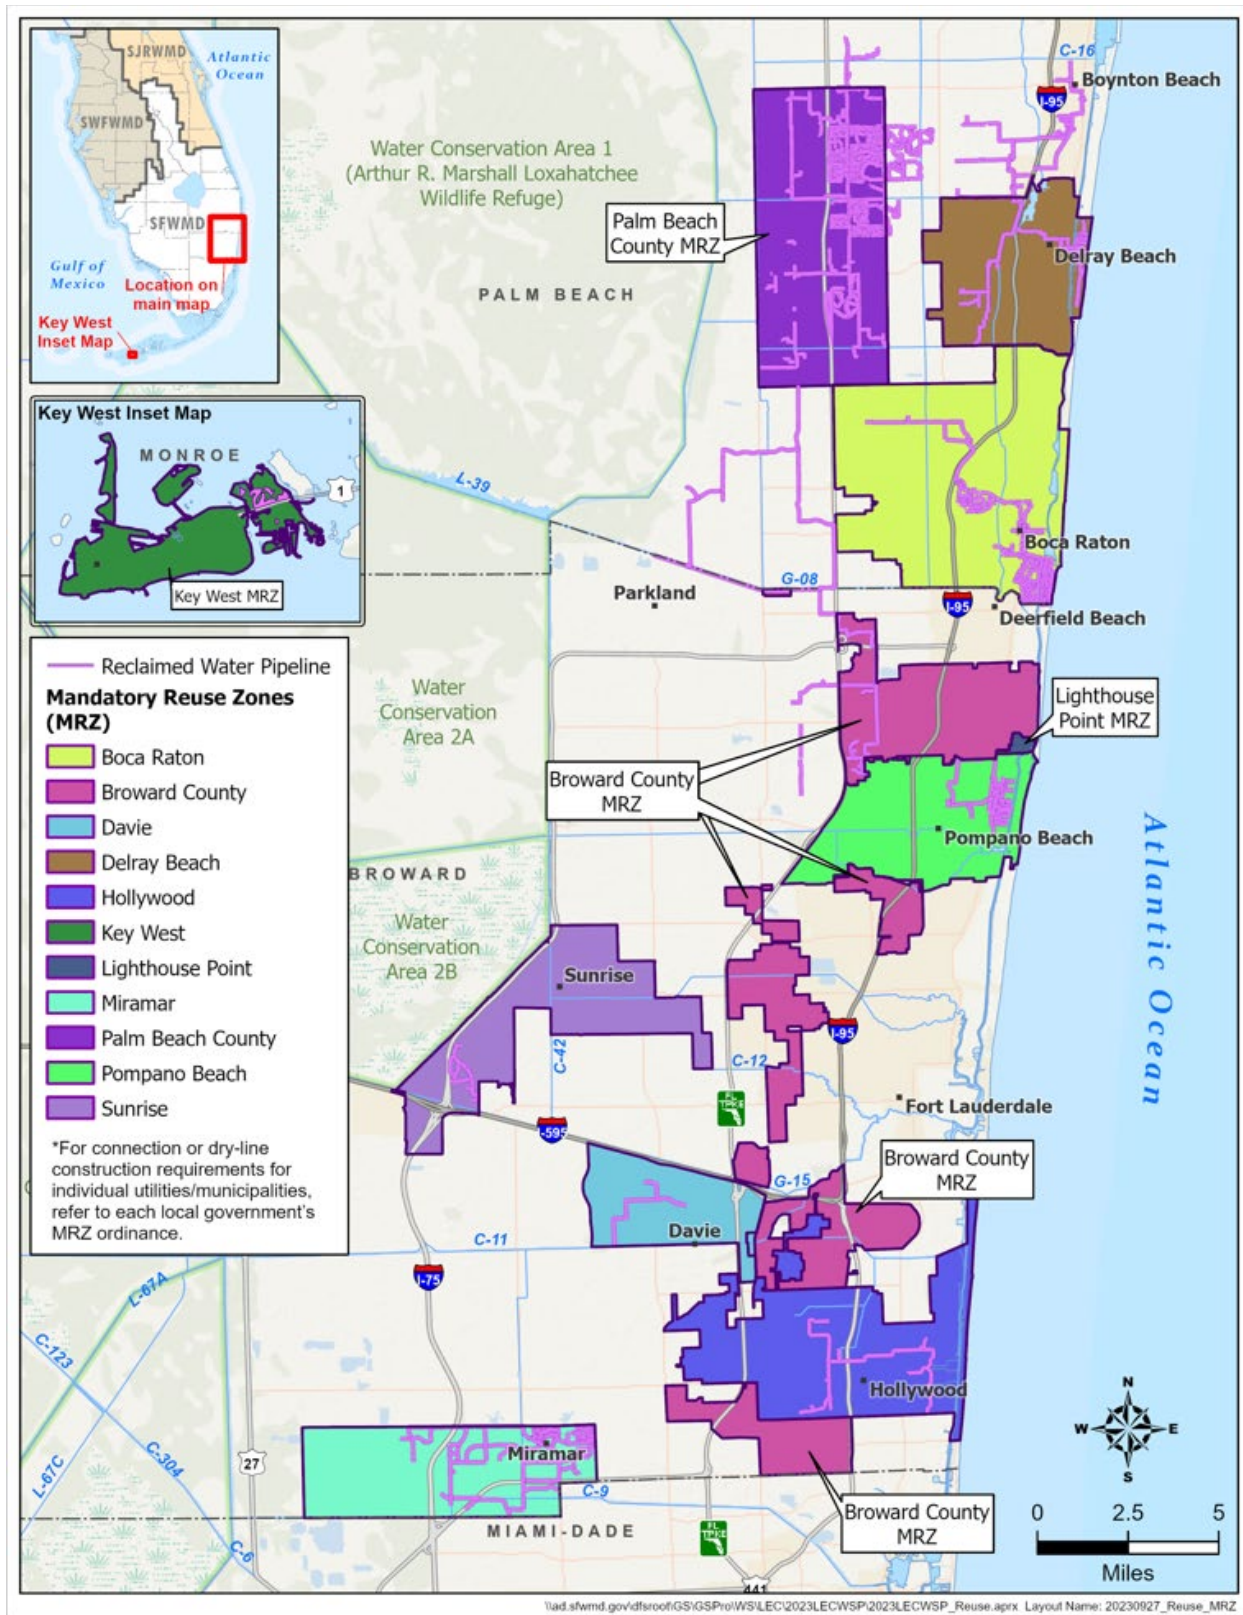 SJRWMD
Atlantic
Ocean
SWFWMD
SFWMD
Gulf of
Mexico
Location on
main map
Key West
Inset Map
Key West Inset Map
MONROE
1
Key West MRZ
Reclaimed Water Pipeline
Mandatory Reuse Zones
(MRZ)
Boca Raton
Broward County
Davie
Delray Beach
Hollywood
Key West
Lighthouse Point
Miramar
Palm Beach County
Pompano Beach
Sunrise
*For connection or dry-line
construction requirements for
individual utilities/municipalities,
refer to each local government's
MRZ ordinance.
C-16
Boynton Beach
I-95
Water Conservation Area 1
(Arthur R. Marshall Loxahatchee
Wildlife Refuge)
Palm Beach
County MRZ
Delray Beach
PALM BEACH
L-39
Boca Raton
G-08
Parkland
I-95
Deerfield Beach
Water
Conservation
Area 2A
Lighthouse
Point MRZ
Broward County
MRZ
Pompano Beach
Atlantic Ocean
BROWARD
Water
Conservation
Area 2B
Sunrise
I-95
C-42
C-12
FL
TPKE
Fort Lauderdale
I-595
Broward County
MRZ
G-15
Davie
C-11
I-75
L-67A
C-123
Hollywood
N
W
E
S
Miramar
C-304
27
L-67C
C-9
MIAMI-DADE
Broward County
MRZ
FL
TPKE
C-6
441
0 2.5 5
Miles
\\ad.sfwmd.gov\dfsroot\GS\GSPro\WS\LEC\2023LECWSP\2023LECWSP_Reuse.aprx Layout Name: 20230927_Reuse_MRZ